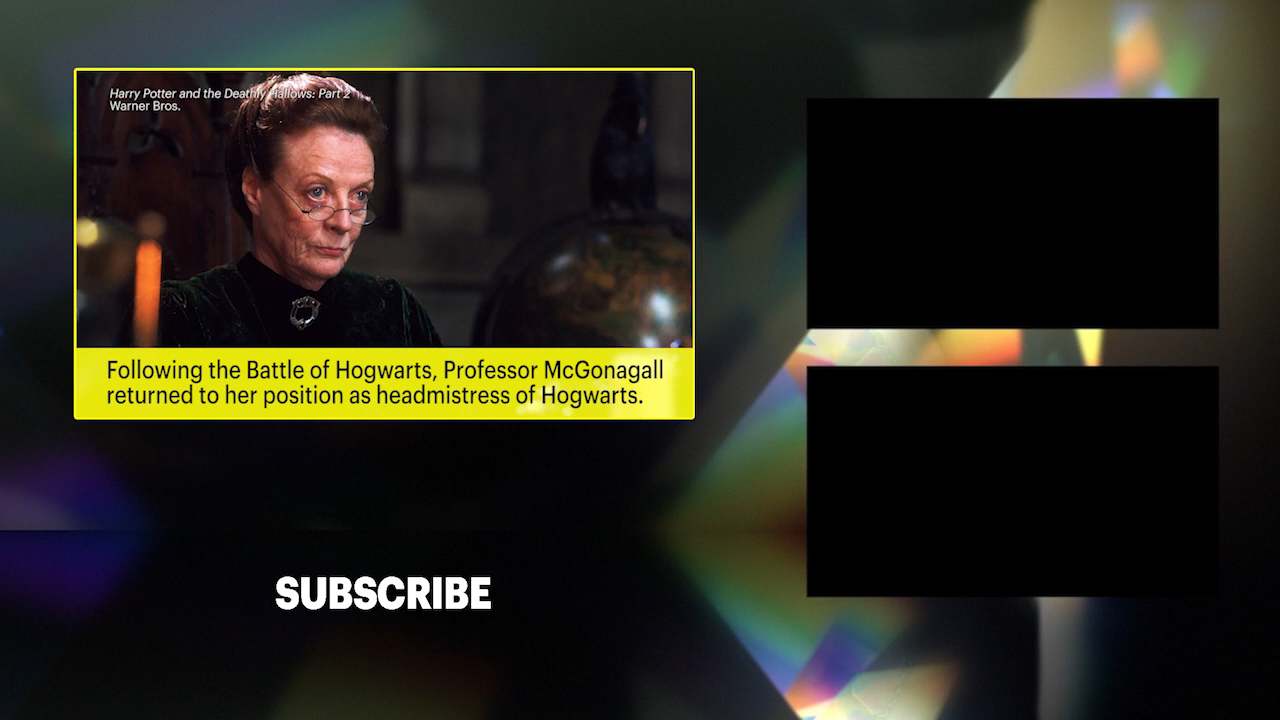 Harry Potter and the Deathly Hallows: Part 2
Warner Bros.
Following the Battle of Hogwarts, Professor McGonagall
returned to her position as headmistress of Hogwarts.
SUBSCRIBE